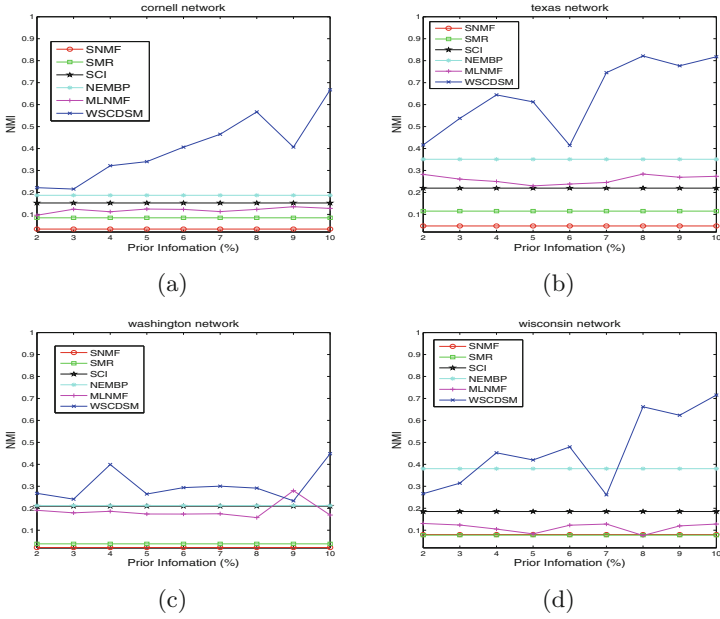 cornell network
1
0.9
0.8
0.7
0.6
0.5
0.4
0.3
0.2
0.1
NMI
SNMF
SMR
SCI
NEMBP
MLNMF
WSCDSM
2 3 4 5 6 7 8 9 10
Prior Infomation (%)
(a)
texas network
1
0.9
0.8
0.7
0.6
0.5
0.4
0.3
0.2
0.1
NMI
SNMF
SMR
SCI
NEMBP
MLNMF
WSCDSM
2 3 4 5 6 7 8 9 10
Prior Infomation (%)
(b)
washington network
1
0.9
0.8
0.7
0.6
0.5
0.4
0.3
0.2
0.1
NMI
SNMF
SMR
SCI
NEMBP
MLNMF
WSCDSM
2 3 4 5 6 7 8 9 10
Prior Infomation (%)
(c)
wisconsin network
1
0.9
0.8
0.7
0.6
0.5
0.4
0.3
0.2
0.1
NMI
SNMF
SMR
SCI
NEMBP
MLNMF
WSCDSM
2 3 4 5 6 7 8 9 10
Prior Infomation (%)
(d)